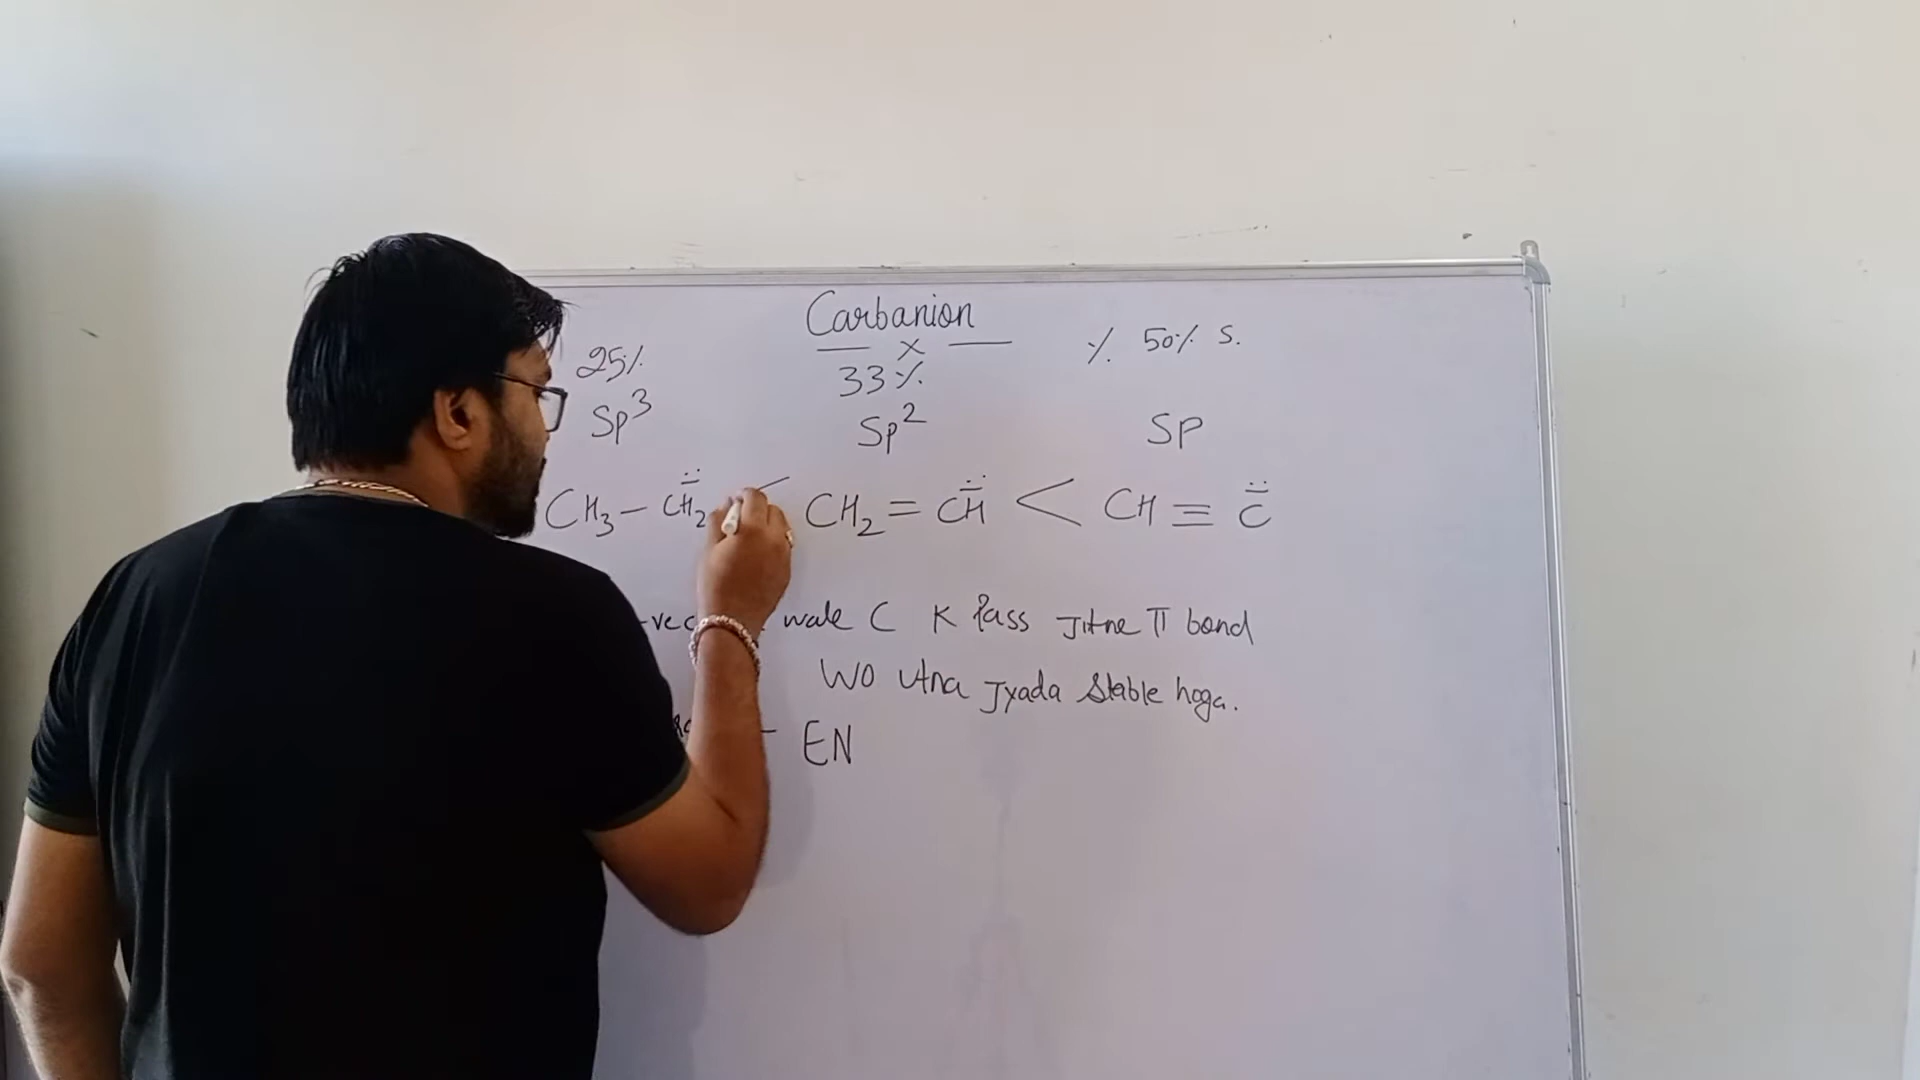 Carbanion
x
25% 33% % 50% S.
Sp³ Sp² SP
CH₃ – C̈̄H₂ < CH₂ = C̈̄H < CH ≡ C̈̄
-ve wale C K Pass Jitne π bond
WO Utna Jyada Stable hoga.
– EN